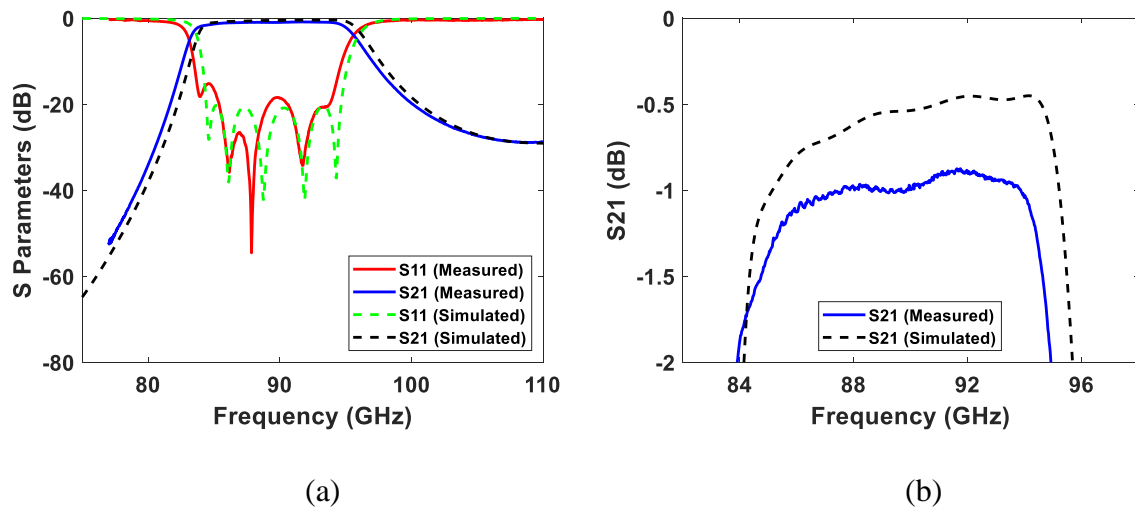 0
-20
-40
-60
-80
S Parameters (dB)
S11 (Measured)
S21 (Measured)
S11 (Simulated)
S21 (Simulated)
80
90
100
110
Frequency (GHz)
(a)
0
-0.5
-1
-1.5
-2
S21 (dB)
S21 (Measured)
S21 (Simulated)
84
88
92
96
Frequency (GHz)
(b)